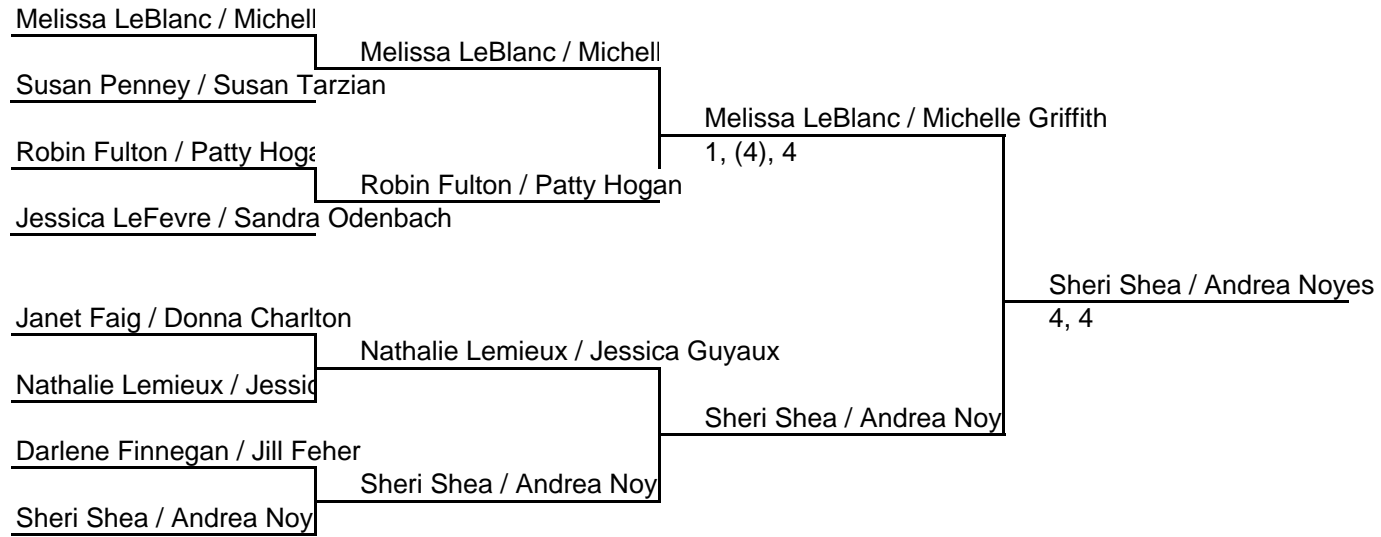 Melissa LeBlanc / Michell
Susan Penney / Susan Tarzian
Robin Fulton / Patty Hoga
Jessica LeFevre / Sandra Odenbach
Janet Faig / Donna Charlton
Nathalie Lemieux / Jessic
Darlene Finnegan / Jill Feher
Sheri Shea / Andrea Noy
Melissa LeBlanc / Michell
Robin Fulton / Patty Hogan
Nathalie Lemieux / Jessica Guyaux
Sheri Shea / Andrea Noy
Melissa LeBlanc / Michelle Griffith
1, (4), 4
Sheri Shea / Andrea Noy
Sheri Shea / Andrea Noyes
4, 4